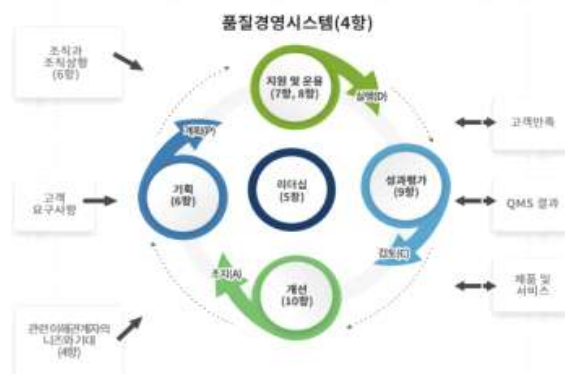 품질경영시스템(4항)
조직과
조직상황
(6항)
지원 및 운용
(7항, 8항)
실행(D)
계획(P)
고객만족
고객
요구사항
기획
(6항)
리더십
(5항)
성과평가
(9항)
QMS 결과
조치(A)
검토(C)
개선
(10항)
제품 및
서비스
관련 이해관계자의
니즈와 기대
(4항)